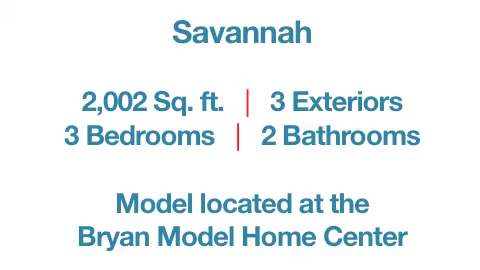 Savannah
2,002 Sq. ft. | 3 Exteriors
3 Bedrooms | 2 Bathrooms
Model located at the
Bryan Model Home Center